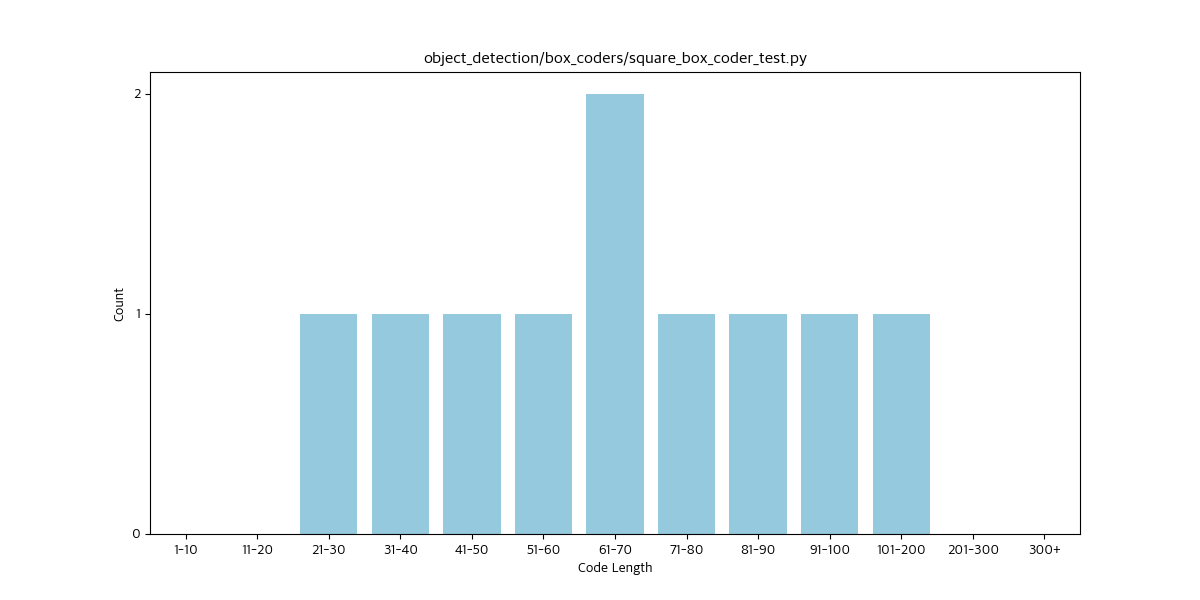 object_detection/box_coders/square_box_coder_test.py
Count
2
1
0
1-10 11-20 21-30 31-40 41-50 51-60 61-70 71-80 81-90 91-100 101-200 201-300 300+
Code Length